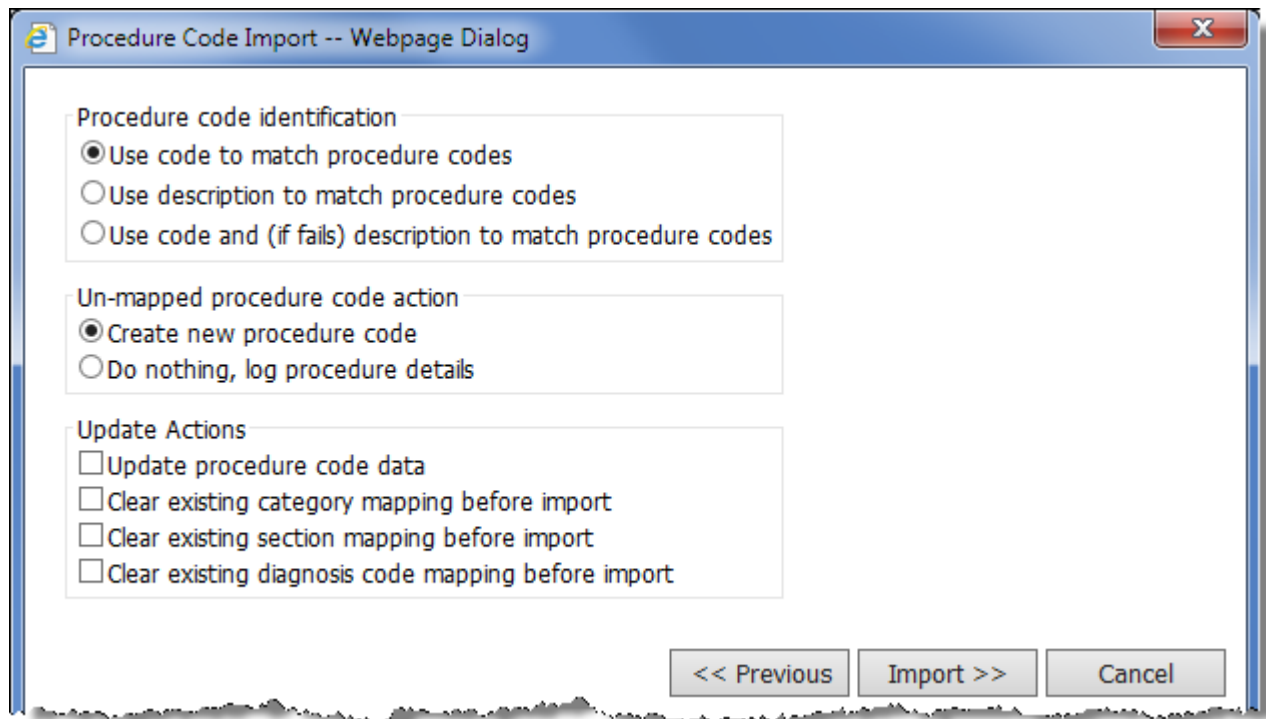 Procedure Code Import -- Webpage Dialog
Procedure code identification
Use code to match procedure codes
Use description to match procedure codes
Use code and (if fails) description to match procedure codes
Un-mapped procedure code action
Create new procedure code
Do nothing, log procedure details
Update Actions
Update procedure code data
Clear existing category mapping before import
Clear existing section mapping before import
Clear existing diagnosis code mapping before import
<< Previous Import >> Cancel